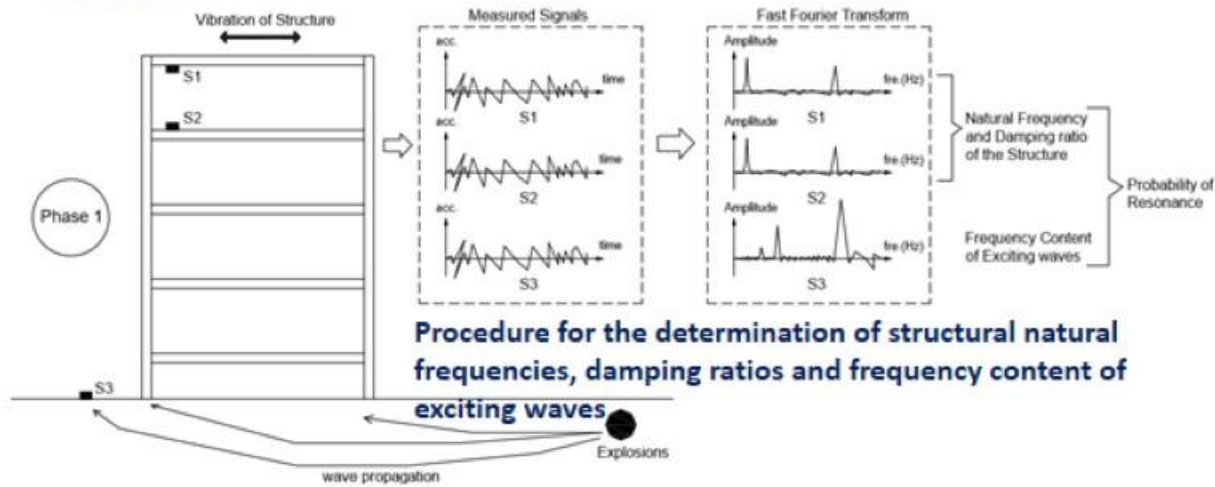 Vibration of Structure
S1
S2
Phase 1
S3
Measured Signals
acc.
time
S1
acc.
time
S2
acc.
time
S3
Fast Fourier Transform
Amplitude
fre.(Hz)
S1
Amplitude
fre.(Hz)
S2
Amplitude
fre.(Hz)
S3
Natural Frequency
and Damping ratio
of the Structure
Frequency Content
of Exciting waves
Probability of
Resonance
Procedure for the determination of structural natural
frequencies, damping ratios and frequency content of
exciting waves
Explosions
wave propagation